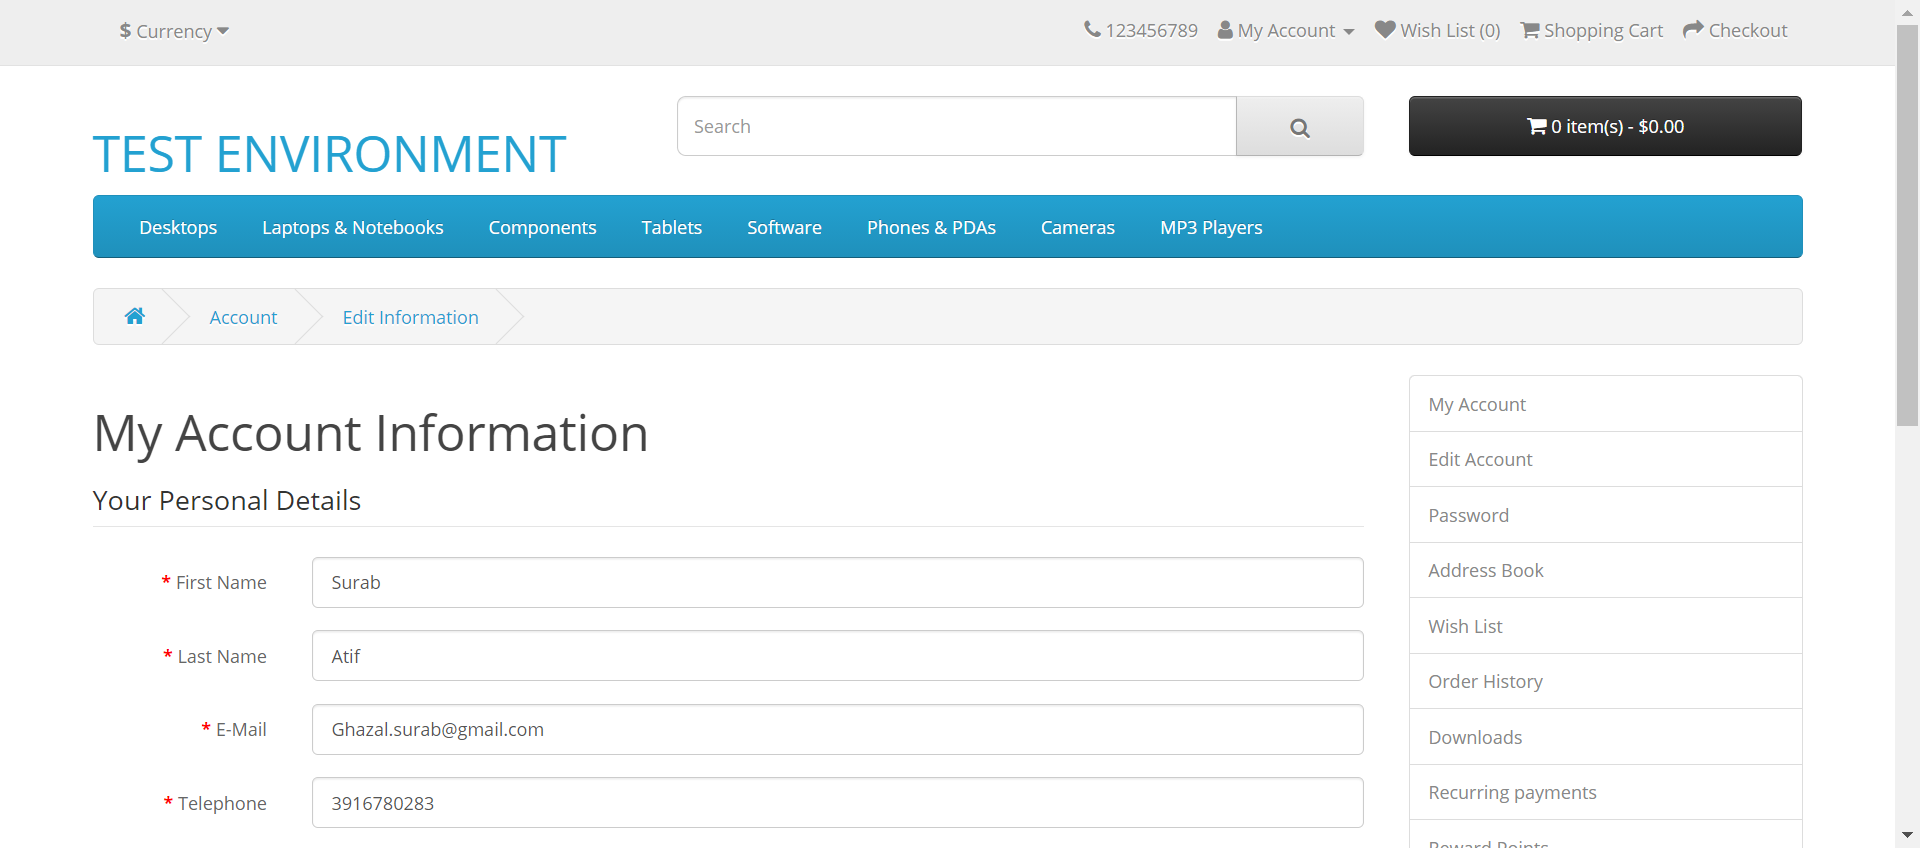 $ Currency
123456789 My Account Wish List (0) Shopping Cart Checkout
TEST ENVIRONMENT
Search
0 item(s) - $0.00
Desktops Laptops & Notebooks Components Tablets Software Phones & PDAs Cameras MP3 Players
Account Edit Information
My Account Information
Your Personal Details
* First Name Surab
* Last Name Atif
* E-Mail Ghazal.surab@gmail.com
* Telephone 3916780283
My Account
Edit Account
Password
Address Book
Wish List
Order History
Downloads
Recurring payments
Reward Points